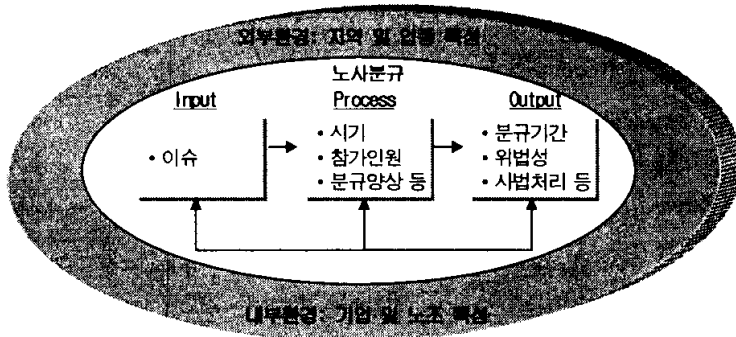 외부환경: 지역 및 업종 특성
노사분규
Input Process Output
• 이슈
• 시기
• 참가인원
• 분규양상 등
• 분규기간
• 위법성
• 사법처리 등
내부환경: 기업 및 노조 특성